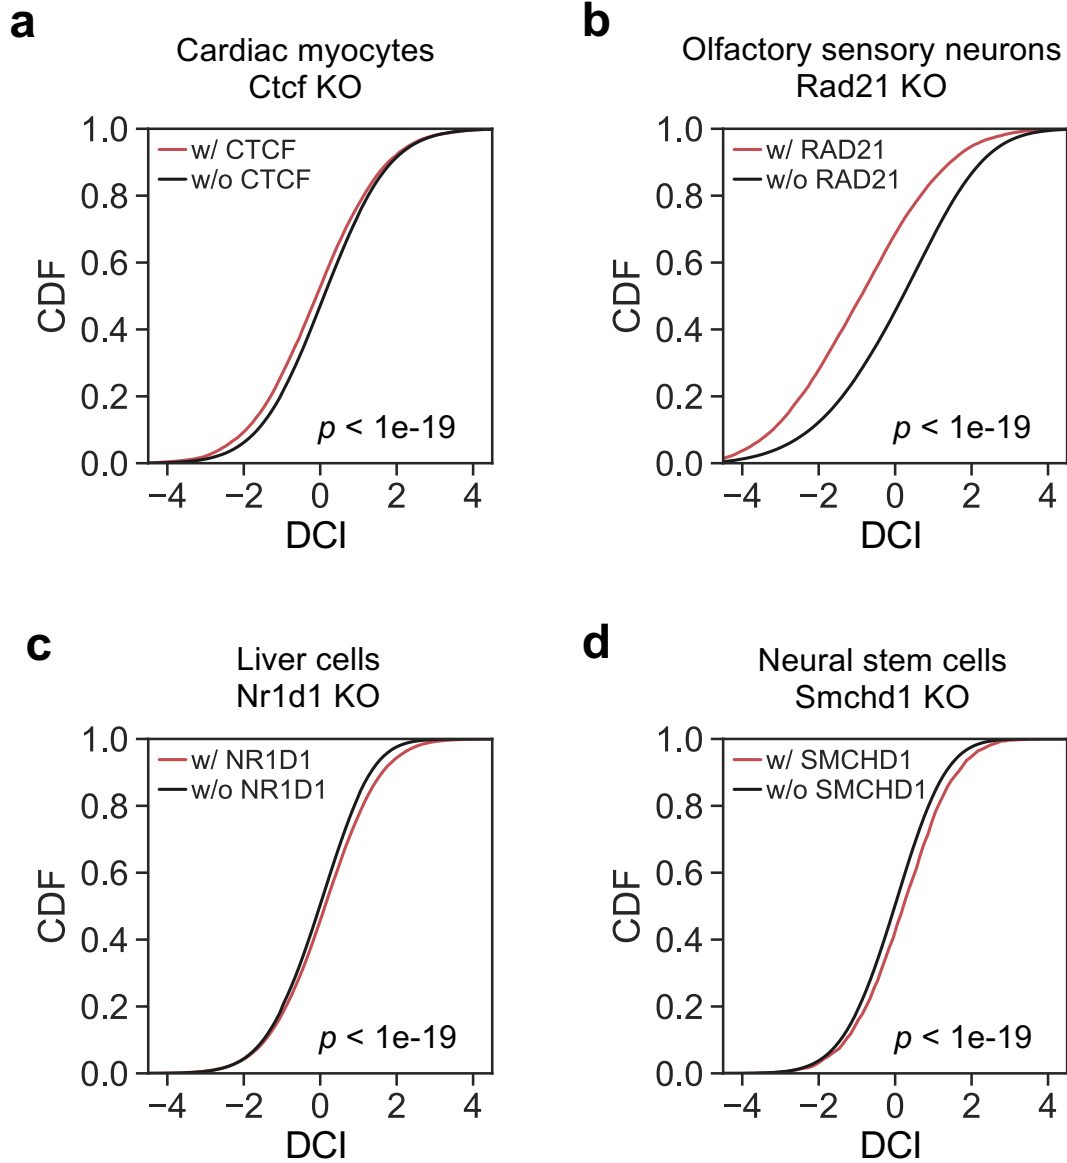 a
Cardiac myocytes
Ctcf KO
1.0
0.8
0.6
0.4
0.2
0.0
CDF
w/ CTCF
w/o CTCF
p < 1e-19
−4 −2 0 2 4
DCI
b
Olfactory sensory neurons
Rad21 KO
1.0
0.8
0.6
0.4
0.2
0.0
CDF
w/ RAD21
w/o RAD21
p < 1e-19
−4 −2 0 2 4
DCI
c
Liver cells
Nr1d1 KO
1.0
0.8
0.6
0.4
0.2
0.0
CDF
w/ NR1D1
w/o NR1D1
p < 1e-19
−4 −2 0 2 4
DCI
d
Neural stem cells
Smchd1 KO
1.0
0.8
0.6
0.4
0.2
0.0
CDF
w/ SMCHD1
w/o SMCHD1
p < 1e-19
−4 −2 0 2 4
DCI